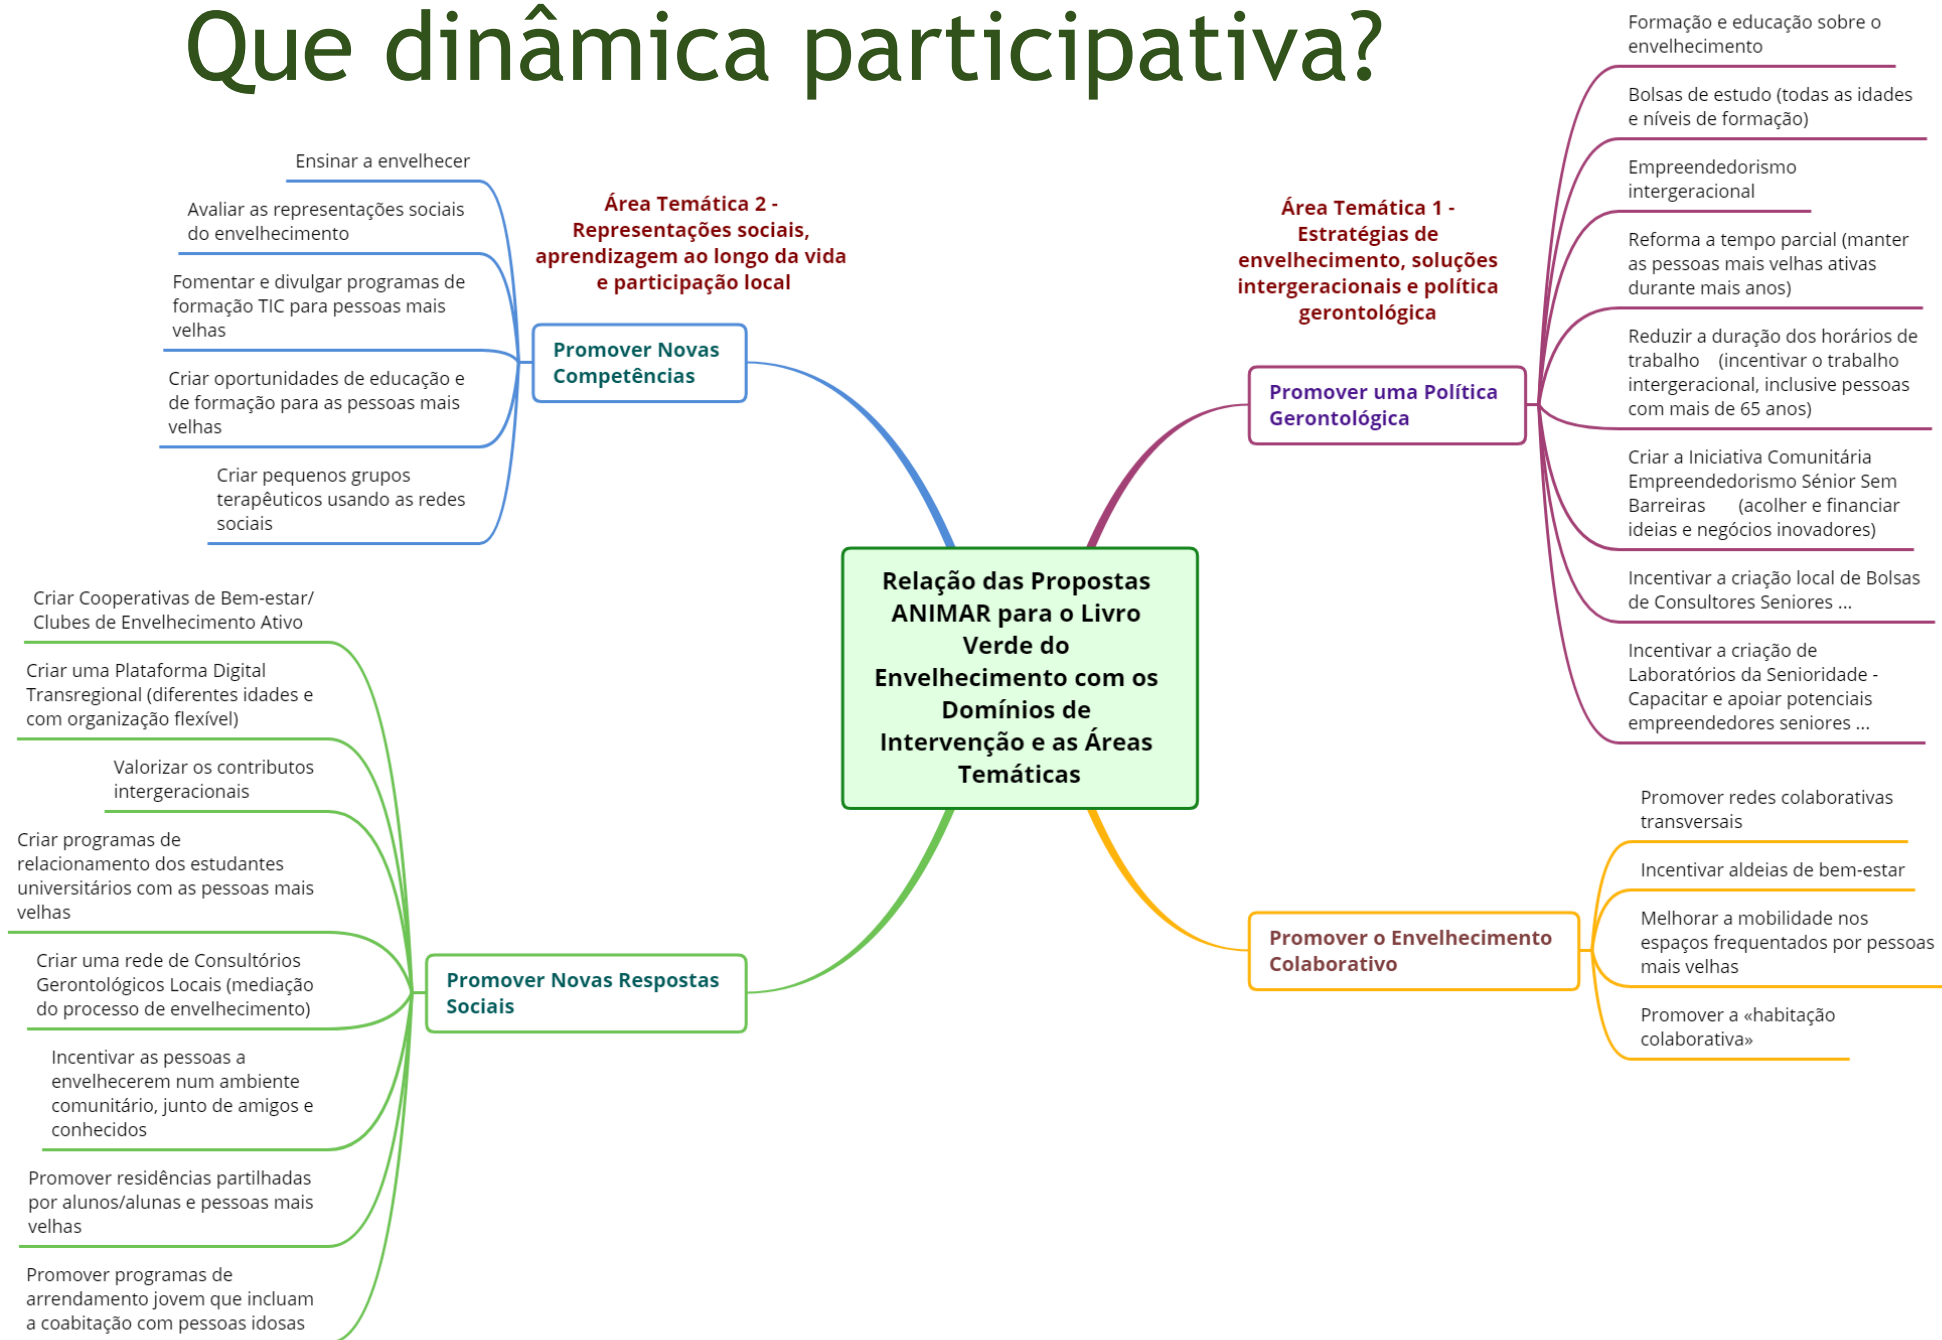 Que dinâmica participativa?
Ensinar a envelhecer
Avaliar as representações sociais
do envelhecimento
Fomentar e divulgar programas de
formação TIC para pessoas mais
velhas
Criar oportunidades de educação e
de formação para as pessoas mais
velhas
Criar pequenos grupos
terapêuticos usando as redes
sociais
Área Temática 2 -
Representações sociais,
aprendizagem ao longo da vida
e participação local
Promover Novas
Competências
Área Temática 1 -
Estratégias de
envelhecimento, soluções
intergeracionais e política
gerontológica
Promover uma Política
Gerontológica
Formação e educação sobre o
envelhecimento
Bolsas de estudo (todas as idades
e níveis de formação)
Empreendedorismo
intergeracional
Reforma a tempo parcial (manter
as pessoas mais velhas ativas
durante mais anos)
Reduzir a duração dos horários de
trabalho (incentivar o trabalho
intergeracional, inclusive pessoas
com mais de 65 anos)
Criar a Iniciativa Comunitária
Empreendedorismo Sénior Sem
Barreiras (acolher e financiar
ideias e negócios inovadores)
Incentivar a criação local de Bolsas
de Consultores Seniores ...
Incentivar a criação de
Laboratórios da Senioridade -
Capacitar e apoiar potenciais
empreendedores seniores ...
Relação das Propostas
ANIMAR para o Livro
Verde do
Envelhecimento com os
Domínios de
Intervenção e as Áreas
Temáticas
Criar Cooperativas de Bem-estar/
Clubes de Envelhecimento Ativo
Criar uma Plataforma Digital
Transregional (diferentes idades e
com organização flexível)
Valorizar os contributos
intergeracionais
Criar programas de
relacionamento dos estudantes
universitários com as pessoas mais
velhas
Criar uma rede de Consultórios
Gerontológicos Locais (mediação
do processo de envelhecimento)
Incentivar as pessoas a
envelhecerem num ambiente
comunitário, junto de amigos e
conhecidos
Promover residências partilhadas
por alunos/alunas e pessoas mais
velhas
Promover programas de
arrendamento jovem que incluam
a coabitação com pessoas idosas
Promover Novas Respostas
Sociais
Promover o Envelhecimento
Colaborativo
Promover redes colaborativas
transversais
Incentivar aldeias de bem-estar
Melhorar a mobilidade nos
espaços frequentados por pessoas
mais velhas
Promover a «habitação
colaborativa»